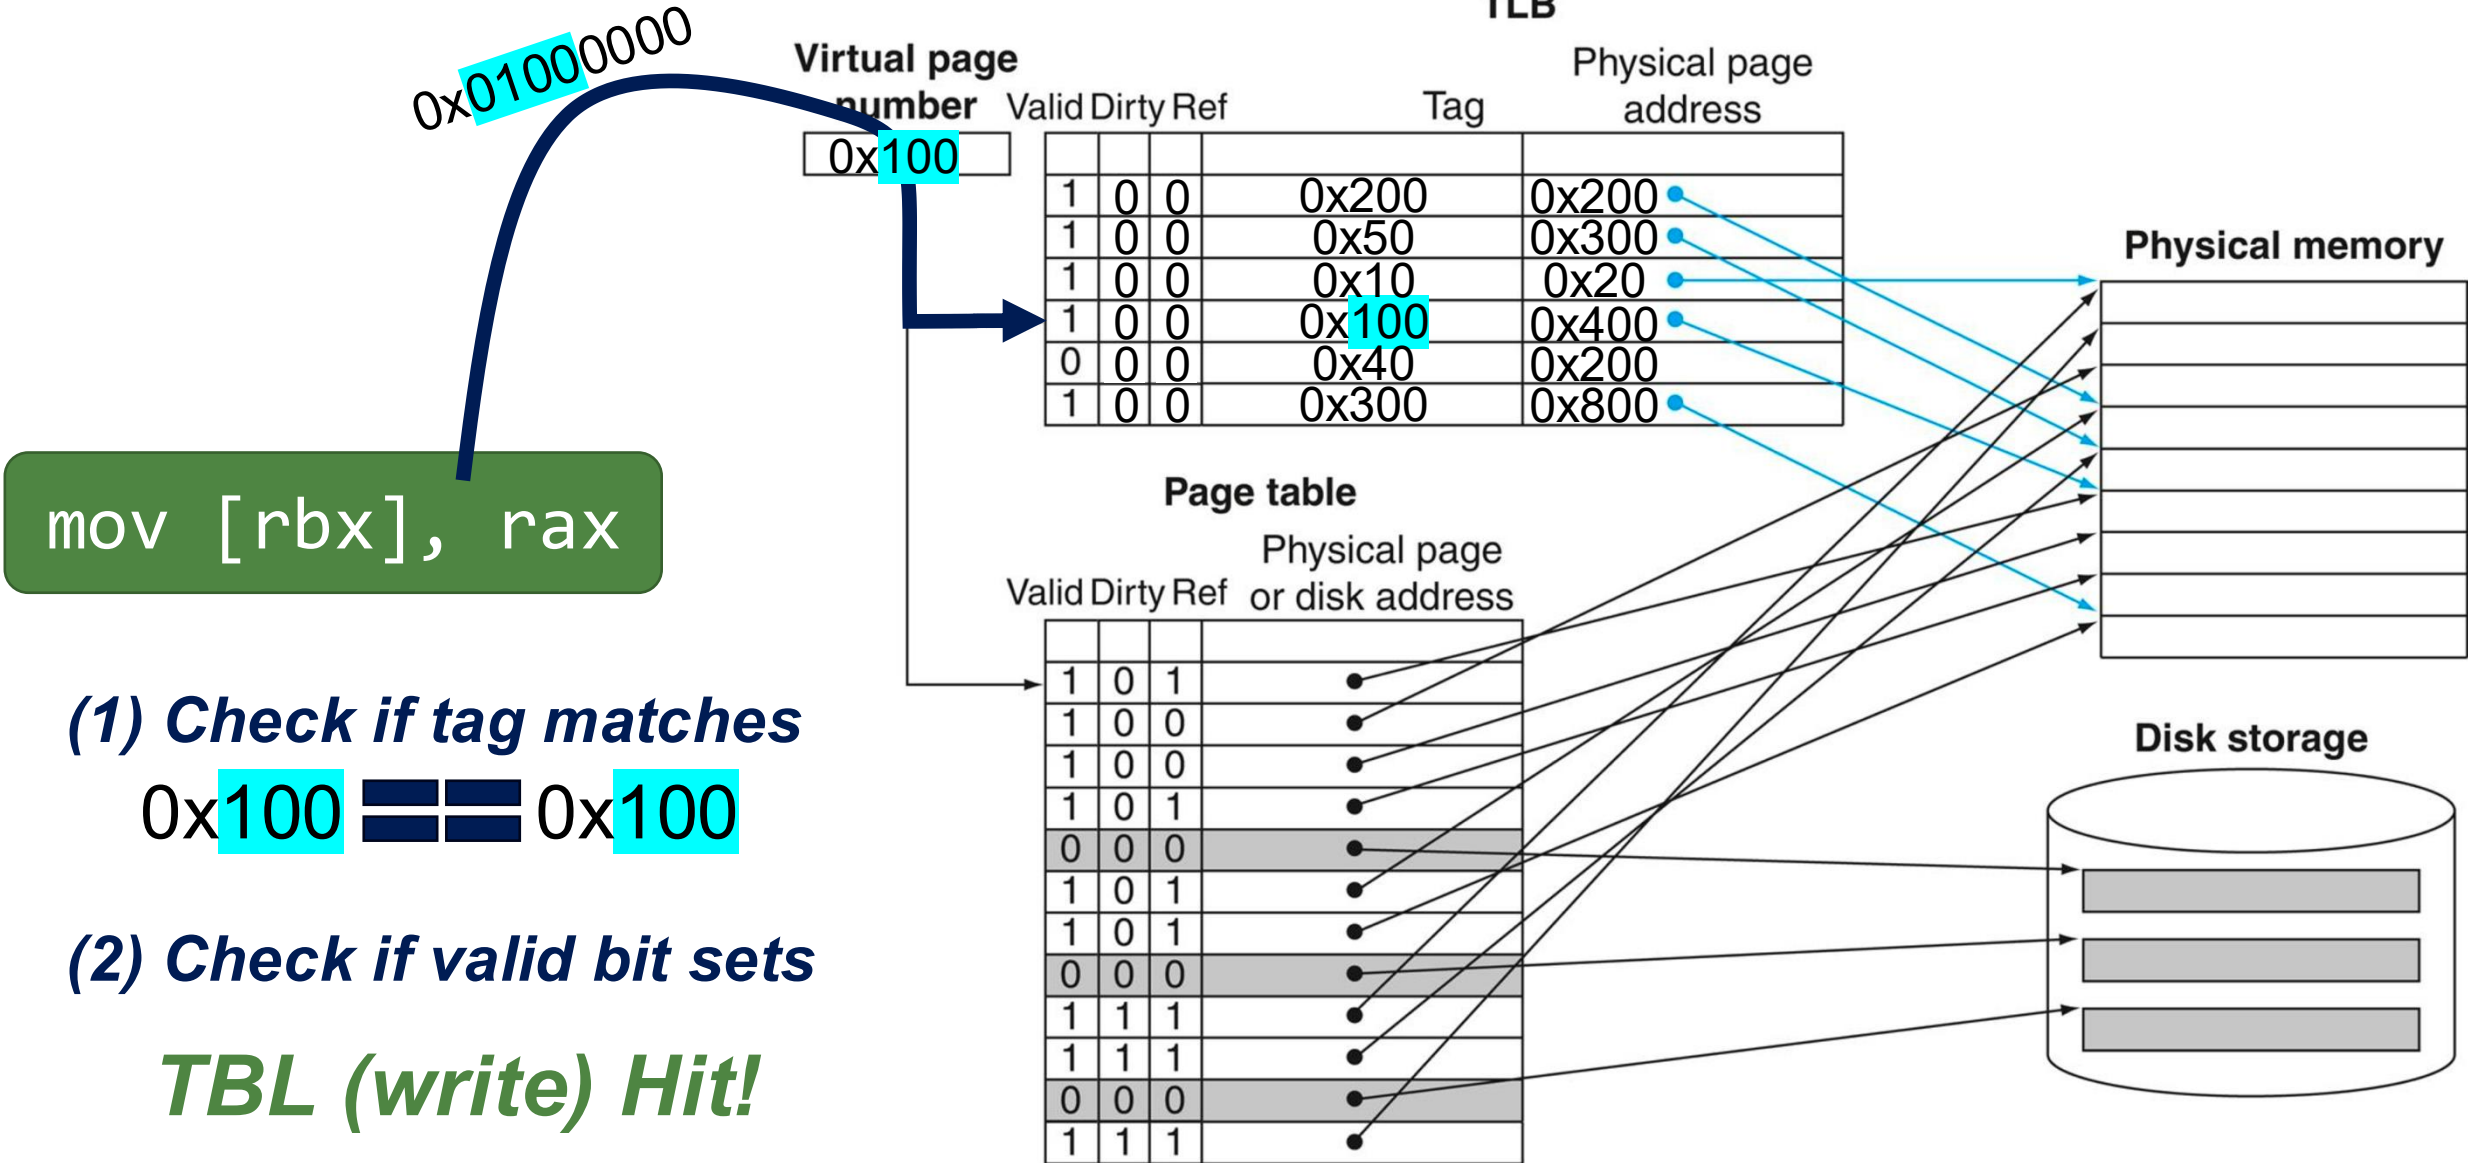 TLB
0x01000000
Virtual page
number
0x100
Valid Dirty Ref Tag Physical page
address
1 0 0 0x200 0x200
1 0 0 0x50 0x300
1 0 0 0x10 0x20
1 0 0 0x100 0x400
0 0 0 0x40 0x200
1 0 0 0x300 0x800
Physical memory
mov [rbx], rax
Page table
Physical page
Valid Dirty Ref or disk address
1 0 1
1 0 0
1 0 0
1 0 1
0 0 0
1 0 1
1 0 1
0 0 0
1 1 1
1 1 1
0 0 0
1 1 1
Disk storage
(1) Check if tag matches
0x100 == 0x100
(2) Check if valid bit sets
TBL (write) Hit!